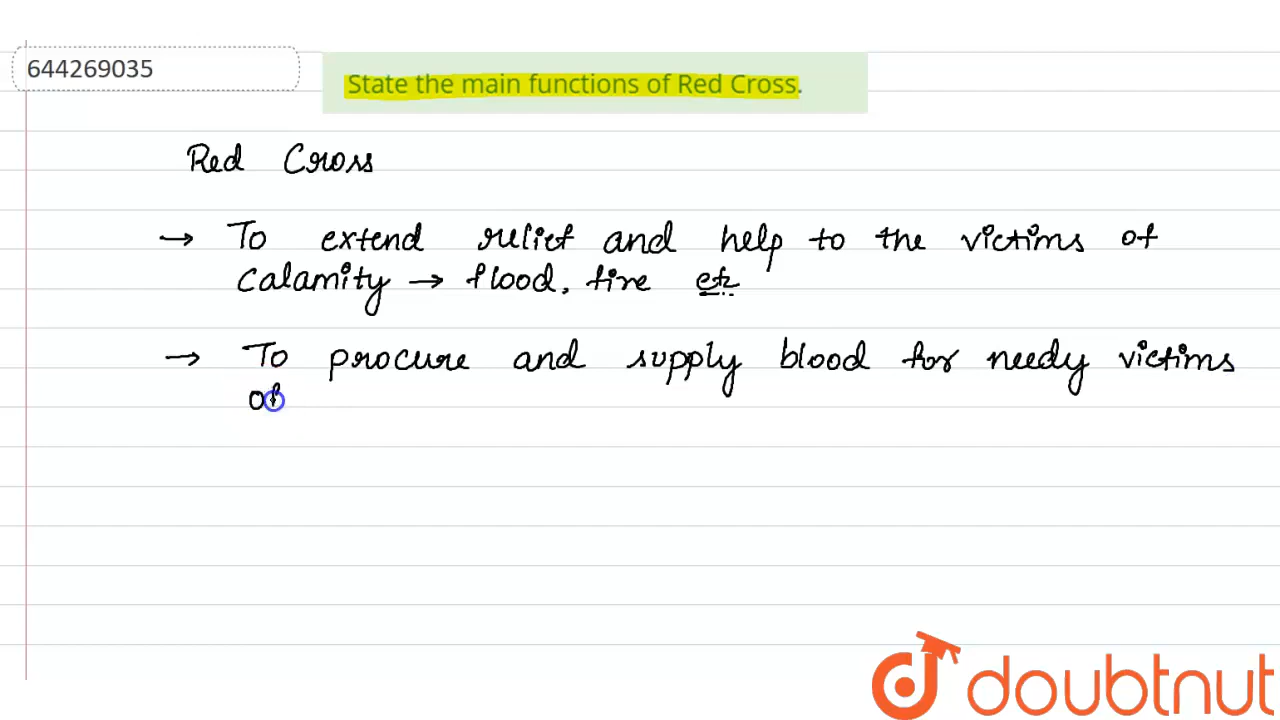 644269035
State the main functions of Red Cross.
Red Cross
→ To extend relief and help to the victims of
calamity → flood, fire etc
→ To procure and supply blood for needy victims
of
doubtnut